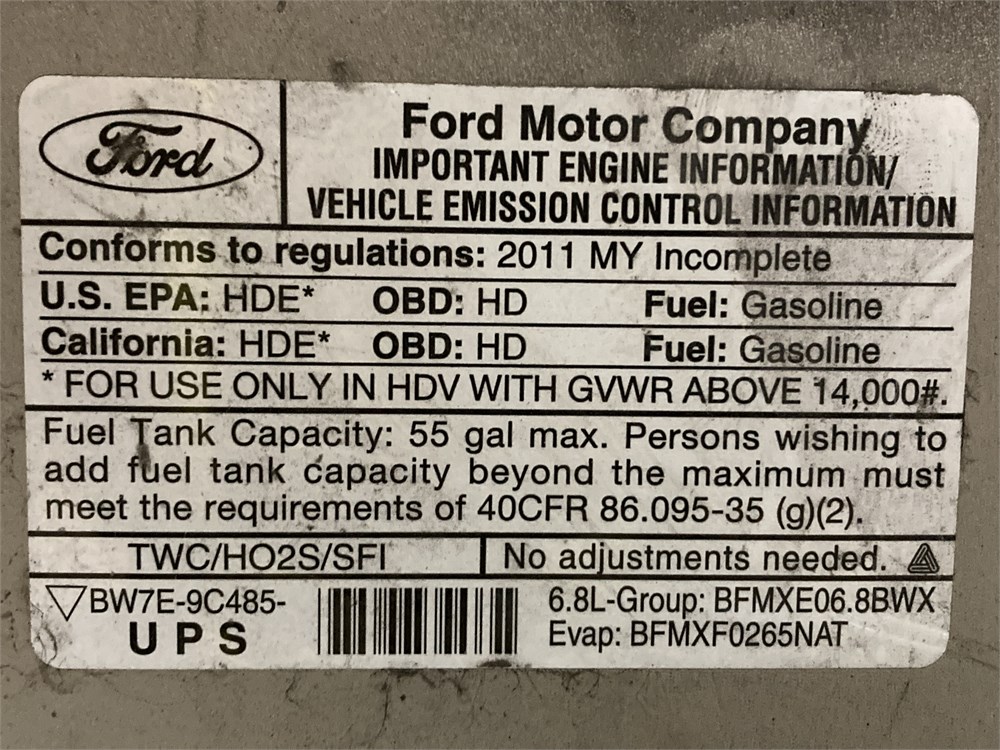 Ford
Ford Motor Company
IMPORTANT ENGINE INFORMATION/
VEHICLE EMISSION CONTROL INFORMATION
Conforms to regulations: 2011 MY Incomplete
U.S. EPA: HDE* OBD: HD Fuel: Gasoline
California: HDE* OBD: HD Fuel: Gasoline
* FOR USE ONLY IN HDV WITH GVWR ABOVE 14,000#.
Fuel Tank Capacity: 55 gal max. Persons wishing to
add fuel tank capacity beyond the maximum must
meet the requirements of 40CFR 86.095-35 (g)(2).
TWC/HO2S/SFI No adjustments needed.
BW7E-9C485-
UPS
6.8L-Group: BFMXE06.8BWX
Evap: BFMXF0265NAT